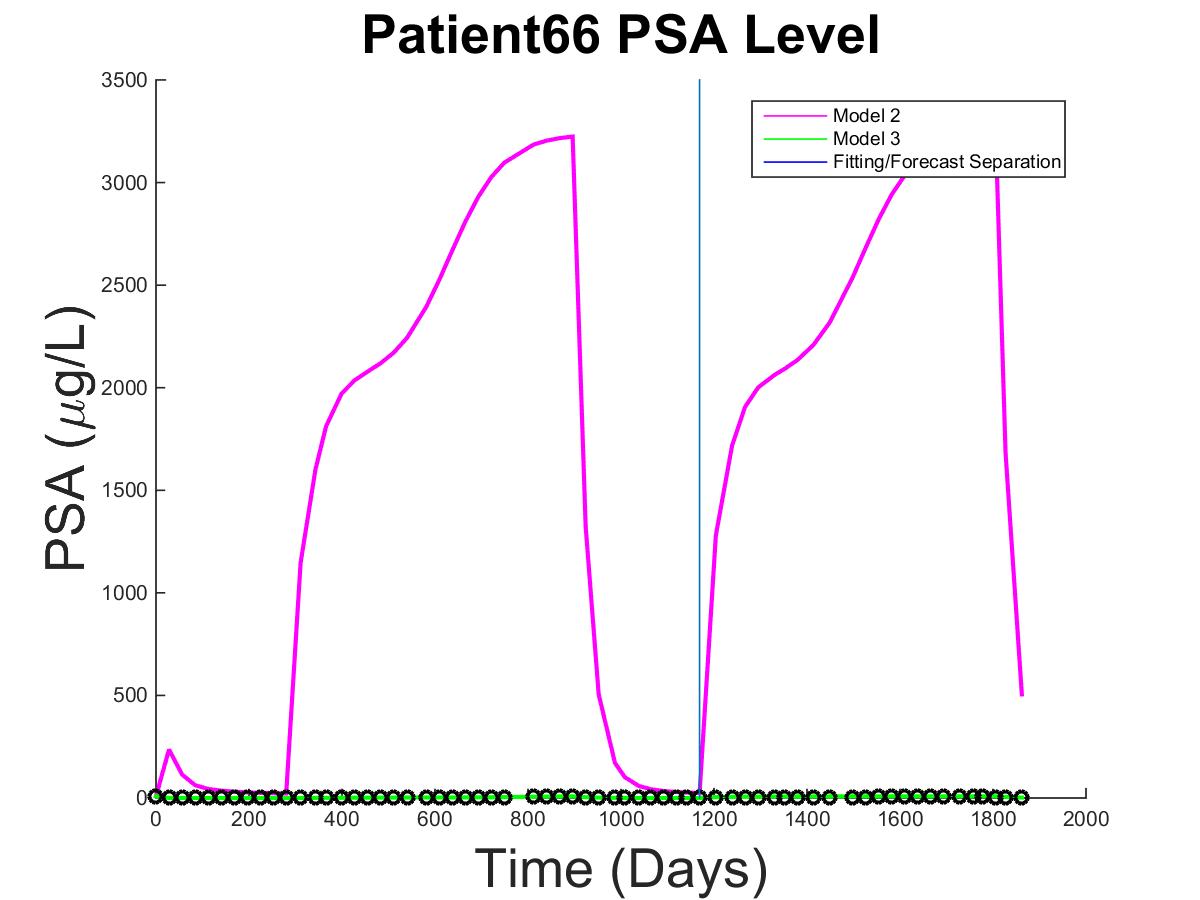 Patient66 PSA Level
3500
3000
2500
2000
1500
1000
500
0
PSA (μg/L)
Model 2
Model 3
Fitting/Forecast Separation
0 200 400 600 800 1000 1200 1400 1600 1800 2000
Time (Days)